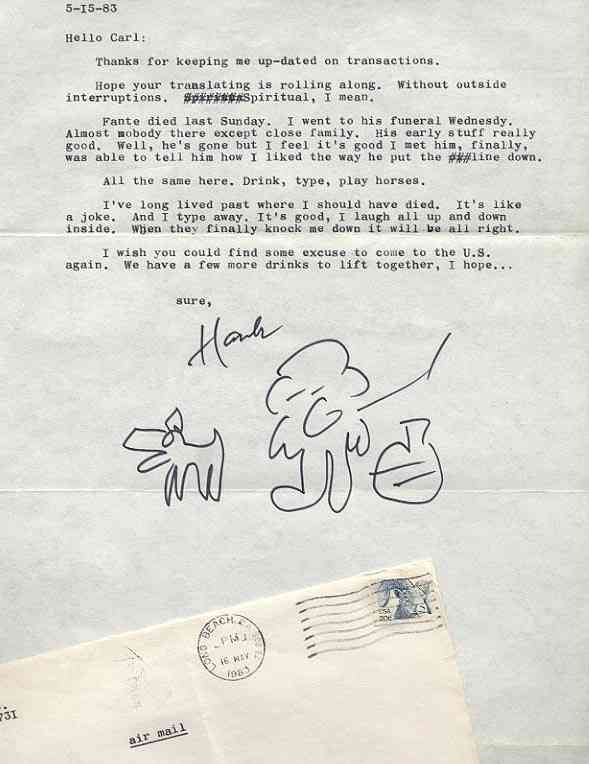 5-15-83
Hello Carl:
Thanks for keeping me up-dated on transactions.
Hope your translating is rolling along. Without outside
interruptions. ########Spiritual, I mean.
Fante died last Sunday. I went to his funeral Wednesdy.
Almost nobody there except close family. His early stuff really
good. Well, he's gone but I feel it's good I met him, finally,
was able to tell him how I liked the way he put the ###line down.
All the same here. Drink, type, play horses.
I've long lived past where I should have died. It's like
a joke. And I type away. It's good, I laugh all up and down
inside. When they finally knock me down it will be all right.
I wish you could find some excuse to come to the U.S.
again. We have a few more drinks to lift together, I hope...
sure,
Hank
LONG BEACH, CA
PM
16 MAY
1983
USA
20c
731
air mail